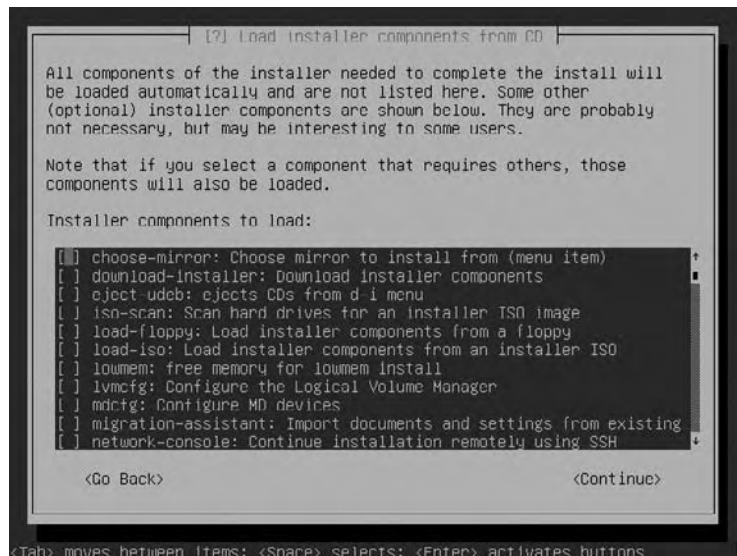 [?] Load installer components from CD
All components of the installer needed to complete the install will
be loaded automatically and are not listed here. Some other
(optional) installer components are shown below. They are probably
not necessary, but may be interesting to some users.
Note that if you select a component that requires others, those
components will also be loaded.
Installer components to load:
[ ] choose-mirror: Choose mirror to install from (menu item)
[ ] download-installer: Download installer components
[ ] eject-udeb: ejects CDs from d-i menu
[ ] iso-scan: Scan hard drives for an installer ISO image
[ ] load-floppy: Load installer components from a floppy
[ ] load-iso: Load installer components from an installer ISO
[ ] lowmem: free memory for lowmem install
[ ] lvmcfg: Configure the Logical Volume Manager
[ ] mdcfg: Configure MD devices
[ ] migration-assistant: Import documents and settings from existing
[ ] network-console: Continue installation remotely using SSH
<Go Back> <Continue>
<Tab> moves between items; <Space> selects; <Enter> activates buttons